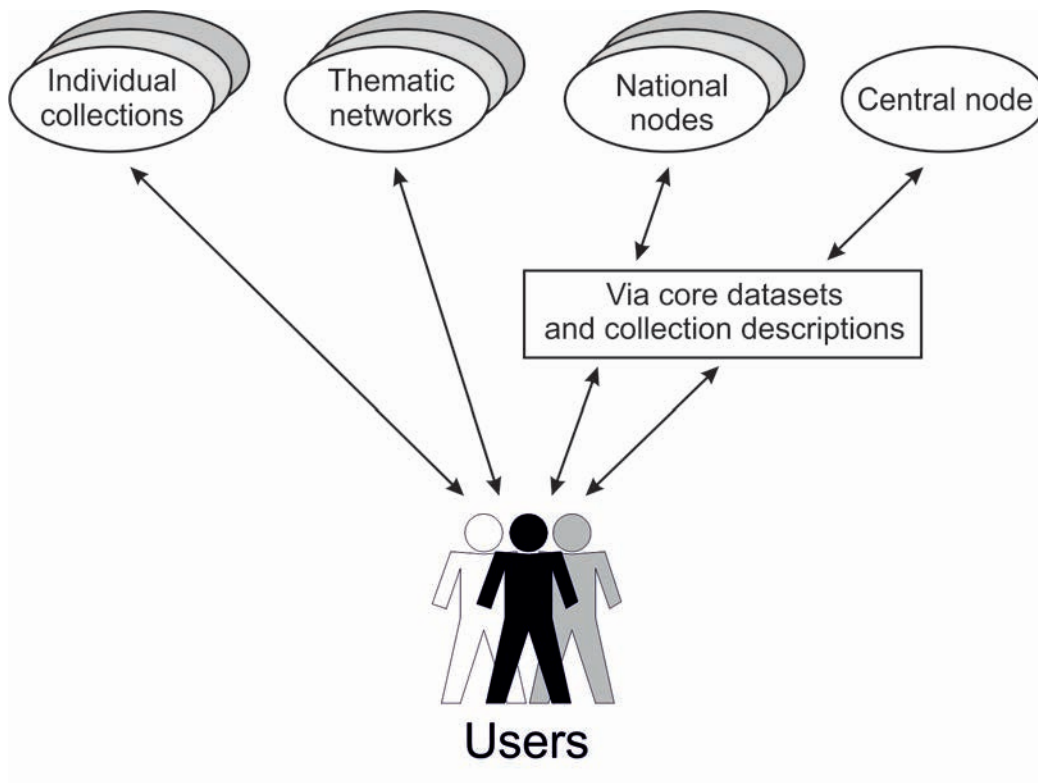 Individual
collections
Thematic
networks
National
nodes
Central node
Via core datasets
and collection descriptions
Users